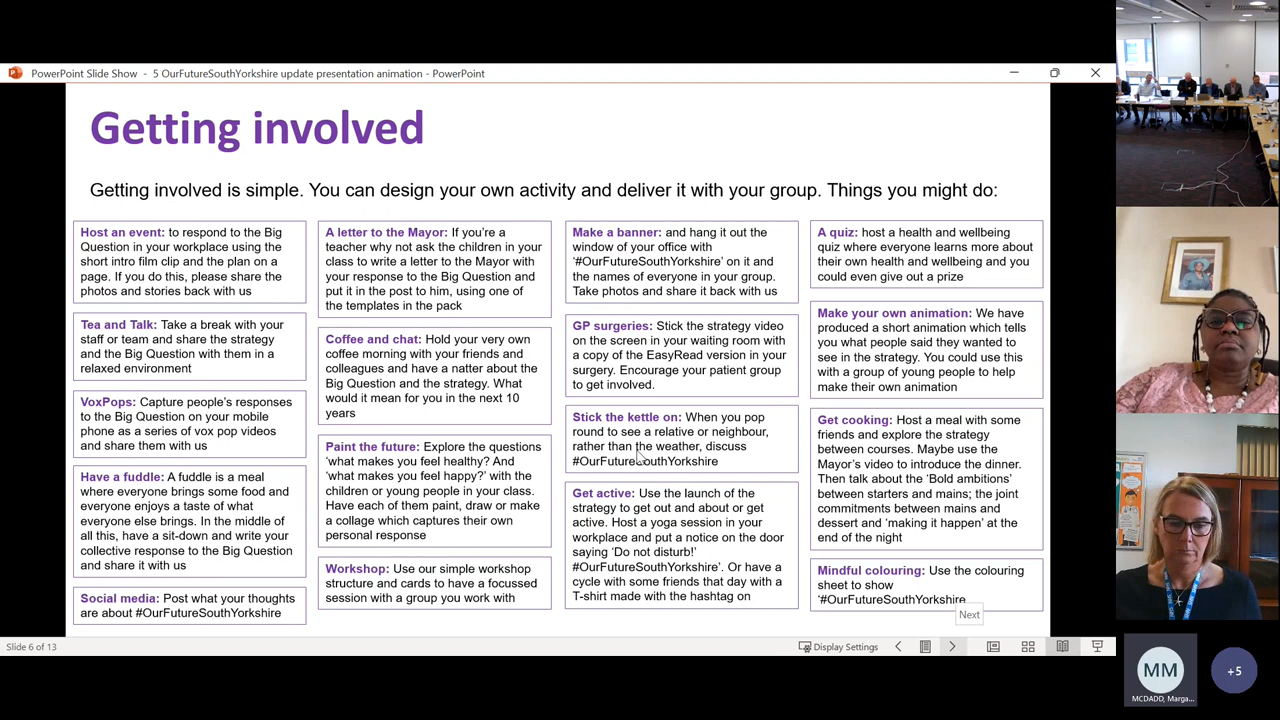 PowerPoint Slide Show - 5 OurFutureSouthYorkshire update presentation animation - PowerPoint
Getting involved
Getting involved is simple. You can design your own activity and deliver it with your group. Things you might do:
Host an event: to respond to the Big
Question in your workplace using the
short intro film clip and the plan on a
page. If you do this, please share the
photos and stories back with us
Tea and Talk: Take a break with your
staff or team and share the strategy
and the Big Question with them in a
relaxed environment
VoxPops: Capture people's responses
to the Big Question on your mobile
phone as a series of vox pop videos
and share them with us
Have a fuddle: A fuddle is a meal
where everyone brings some food and
everyone enjoys a taste of what
everyone else brings. In the middle of
all this, have a sit-down and write your
collective response to the Big Question
and share it with us
Social media: Post what your thoughts
are about #OurFutureSouthYorkshire
A letter to the Mayor: If you're a
teacher why not ask the children in your
class to write a letter to the Mayor with
your response to the Big Question and
put it in the post to him, using one of
the templates in the pack
Coffee and chat: Hold your very own
coffee morning with your friends and
colleagues and have a natter about the
Big Question and the strategy. What
would it mean for you in the next 10
years
Paint the future: Explore the questions
'what makes you feel healthy? And
'what makes you feel happy?' with the
children or young people in your class.
Have each of them paint, draw or make
a collage which captures their own
personal response
Workshop: Use our simple workshop
structure and cards to have a focussed
session with a group you work with
Make a banner: and hang it out the
window of your office with
'#OurFutureSouthYorkshire' on it and
the names of everyone in your group.
Take photos and share it back with us
GP surgeries: Stick the strategy video
on the screen in your waiting room with
a copy of the EasyRead version in your
surgery. Encourage your patient group
to get involved.
Stick the kettle on: When you pop
round to see a relative or neighbour,
rather than the weather, discuss
#OurFutureSouthYorkshire
Get active: Use the launch of the
strategy to get out and about or get
active. Host a yoga session in your
workplace and put a notice on the door
saying 'Do not disturb!'
#OurFutureSouthYorkshire'. Or have a
cycle with some friends that day with a
T-shirt made with the hashtag on
A quiz: host a health and wellbeing
quiz where everyone learns more about
their own health and wellbeing and you
could even give out a prize
Make your own animation: We have
produced a short animation which tells
you what people said they wanted to
see in the strategy. You could use this
with a group of young people to help
make their own animation
Get cooking: Host a meal with some
friends and explore the strategy
between courses. Maybe use the
Mayor's video to introduce the dinner.
Then talk about the 'Bold ambitions'
between starters and mains; the joint
commitments between mains and
dessert and 'making it happen' at the
end of the night
Mindful colouring: Use the colouring
sheet to show
'#OurFutureSouthYorkshire
Next
Slide 6 of 13
Display Settings
MM
MCDADD, Marga...
+5